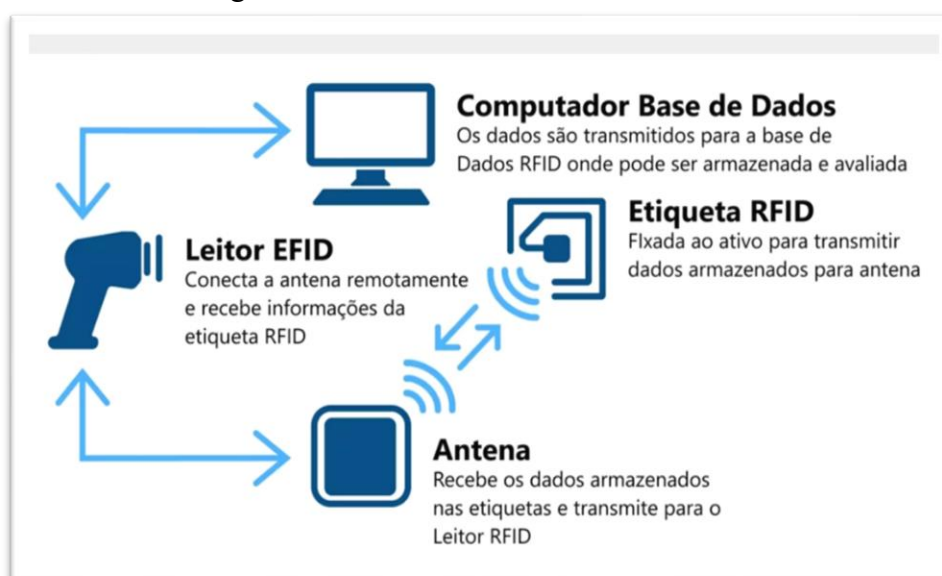 Computador Base de Dados
Os dados são transmitidos para a base de
Dados RFID onde pode ser armazenada e avaliada
Etiqueta RFID
FIxada ao ativo para transmitir
dados armazenados para antena
Leitor EFID
Conecta a antena remotamente
e recebe informações da
etiqueta RFID
Antena
Recebe os dados armazenados
nas etiquetas e transmite para o
Leitor RFID